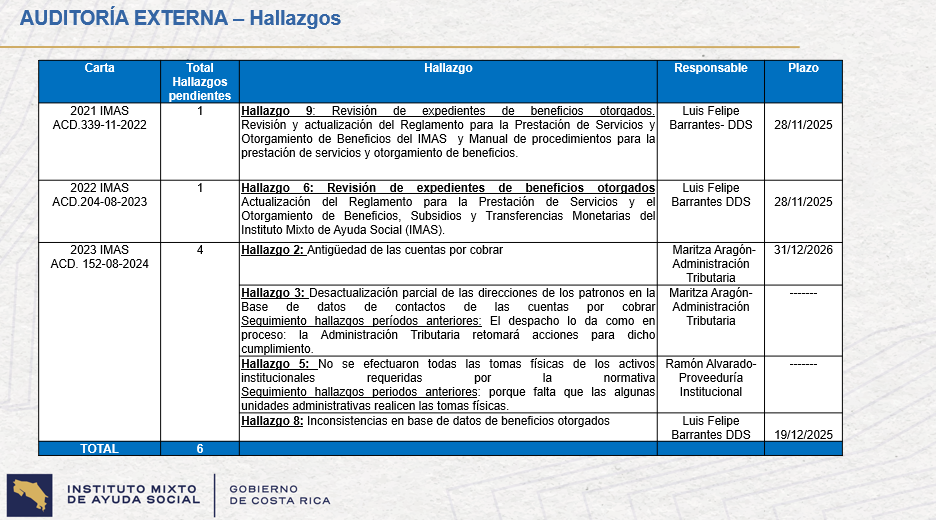 AUDITORÍA EXTERNA – Hallazgos
Carta
Total
Hallazgos
pendientes
Hallazgo
Responsable
Plazo
2021 IMAS
ACD.339-11-2022
1
Hallazgo 9: Revisión de expedientes de beneficios otorgados.
Revisión y actualización del Reglamento para la Prestación de Servicios y
Otorgamiento de Beneficios del IMAS y Manual de procedimientos para la
prestación de servicios y otorgamiento de beneficios.
Luis Felipe
Barrantes- DDS
28/11/2025
2022 IMAS
ACD.204-08-2023
1
Hallazgo 6: Revisión de expedientes de beneficios otorgados
Actualización del Reglamento para la Prestación de Servicios y el
Otorgamiento de Beneficios, Subsidios y Transferencias Monetarias del
Instituto Mixto de Ayuda Social (IMAS).
Luis Felipe
Barrantes DDS
28/11/2025
2023 IMAS
ACD. 152-08-2024
4
Hallazgo 2: Antigüedad de las cuentas por cobrar
Maritza Aragón-
Administración
Tributaria
31/12/2026
Hallazgo 3: Desactualización parcial de las direcciones de los patronos en la
Base de datos de contactos de las cuentas por cobrar
Seguimiento hallazgos períodos anteriores: El despacho lo da como en
proceso: la Administración Tributaria retomará acciones para dicho
cumplimiento.
Maritza Aragón-
Administración
Tributaria
-------
Hallazgo 5: No se efectuaron todas las tomas físicas de los activos
institucionales requeridas por la normativa
Seguimiento hallazgos periodos anteriores: porque falta que las algunas
unidades administrativas realicen las tomas físicas.
Ramón Alvarado-
Proveeduría
Institucional
-------
Hallazgo 8: Inconsistencias en base de datos de beneficios otorgados
Luis Felipe
Barrantes DDS
19/12/2025
TOTAL
6
INSTITUTO MIXTO
DE AYUDA SOCIAL
GOBIERNO
DE COSTA RICA